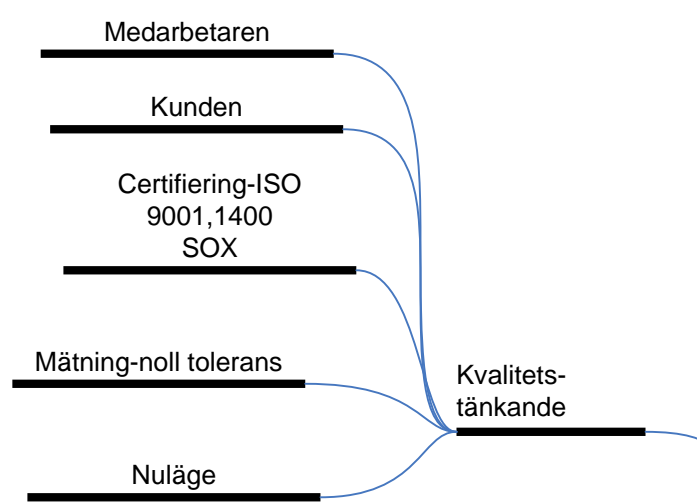 Medarbetaren
Kunden
Certifiering-ISO
9001,1400
SOX
Mätning-noll tolerans
Kvalitets-
tänkande
Nuläge